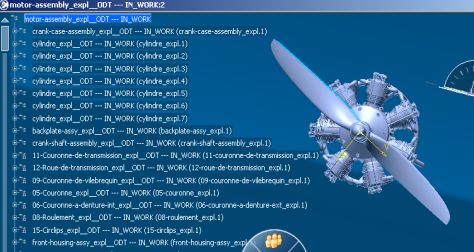 motor-assembly_expl__ODT --- IN_WORK:2
motor-assembly_expl__ODT --- IN_WORK
crank-case-assembly_expl__ODT --- IN_WORK (crank-case-assembly_expl.1)
cylindre_expl__ODT --- IN_WORK (cylindre_expl.1)
cylindre_expl__ODT --- IN_WORK (cylindre_expl.2)
cylindre_expl__ODT --- IN_WORK (cylindre_expl.3)
cylindre_expl__ODT --- IN_WORK (cylindre_expl.4)
cylindre_expl__ODT --- IN_WORK (cylindre_expl.5)
cylindre_expl__ODT --- IN_WORK (cylindre_expl.6)
cylindre_expl__ODT --- IN_WORK (cylindre_expl.7)
backplate-assy_expl__ODT --- IN_WORK (backplate-assy_expl.1)
crank-shaft-assembly_expl__ODT --- IN_WORK (crank-shaft-assembly_expl.1)
11-Couronne-de-transmission_expl__ODT --- IN_WORK (11-couronne-de-transmission_expl.1)
12-Roue-de-transmission_expl__ODT --- IN_WORK (12-roue-de-transmission_expl.1)
09-Couronne-de-vilebrequin_expl__ODT --- IN_WORK (09-couronne-de-vilebrequin_expl.1)
05-Couronne_expl__ODT --- IN_WORK (05-couronne_expl.1)
06-Couronne-a-denture-int_expl__ODT --- IN_WORK (06-couronne-a-denture-ext_expl.1)
08-Roulement_expl__ODT --- IN_WORK (08-roulement_expl.1)
15-Circlips_expl__ODT --- IN_WORK (15-circlips_expl.1)
front-housing-assy_expl__ODT --- IN_WORK (front-housing-assy_expl.1)